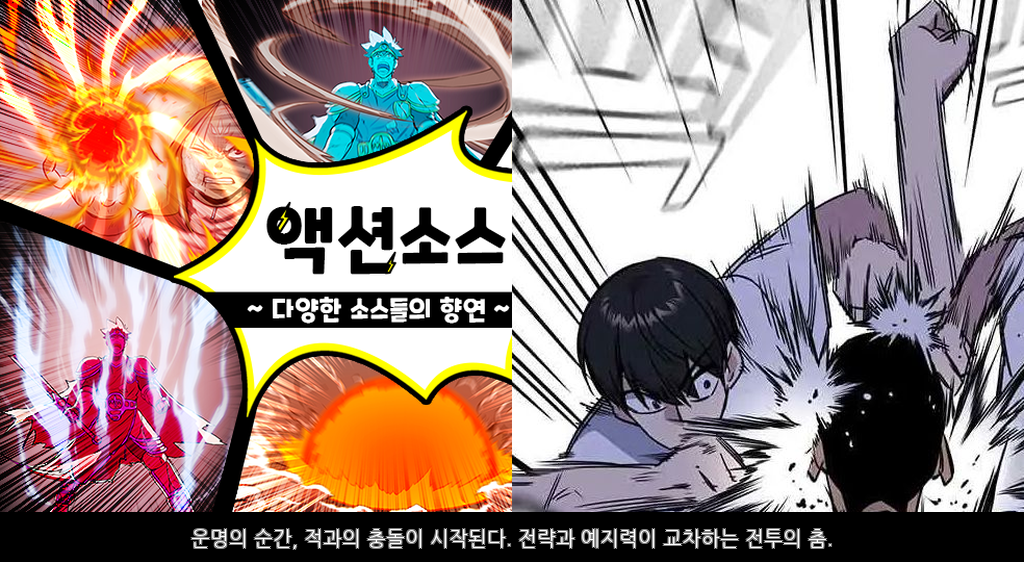 액션소스
~ 다양한 소스들의 향연 ~
운명의 순간, 적과의 충돌이 시작된다. 전략과 예지력이 교차하는 전투의 춤.